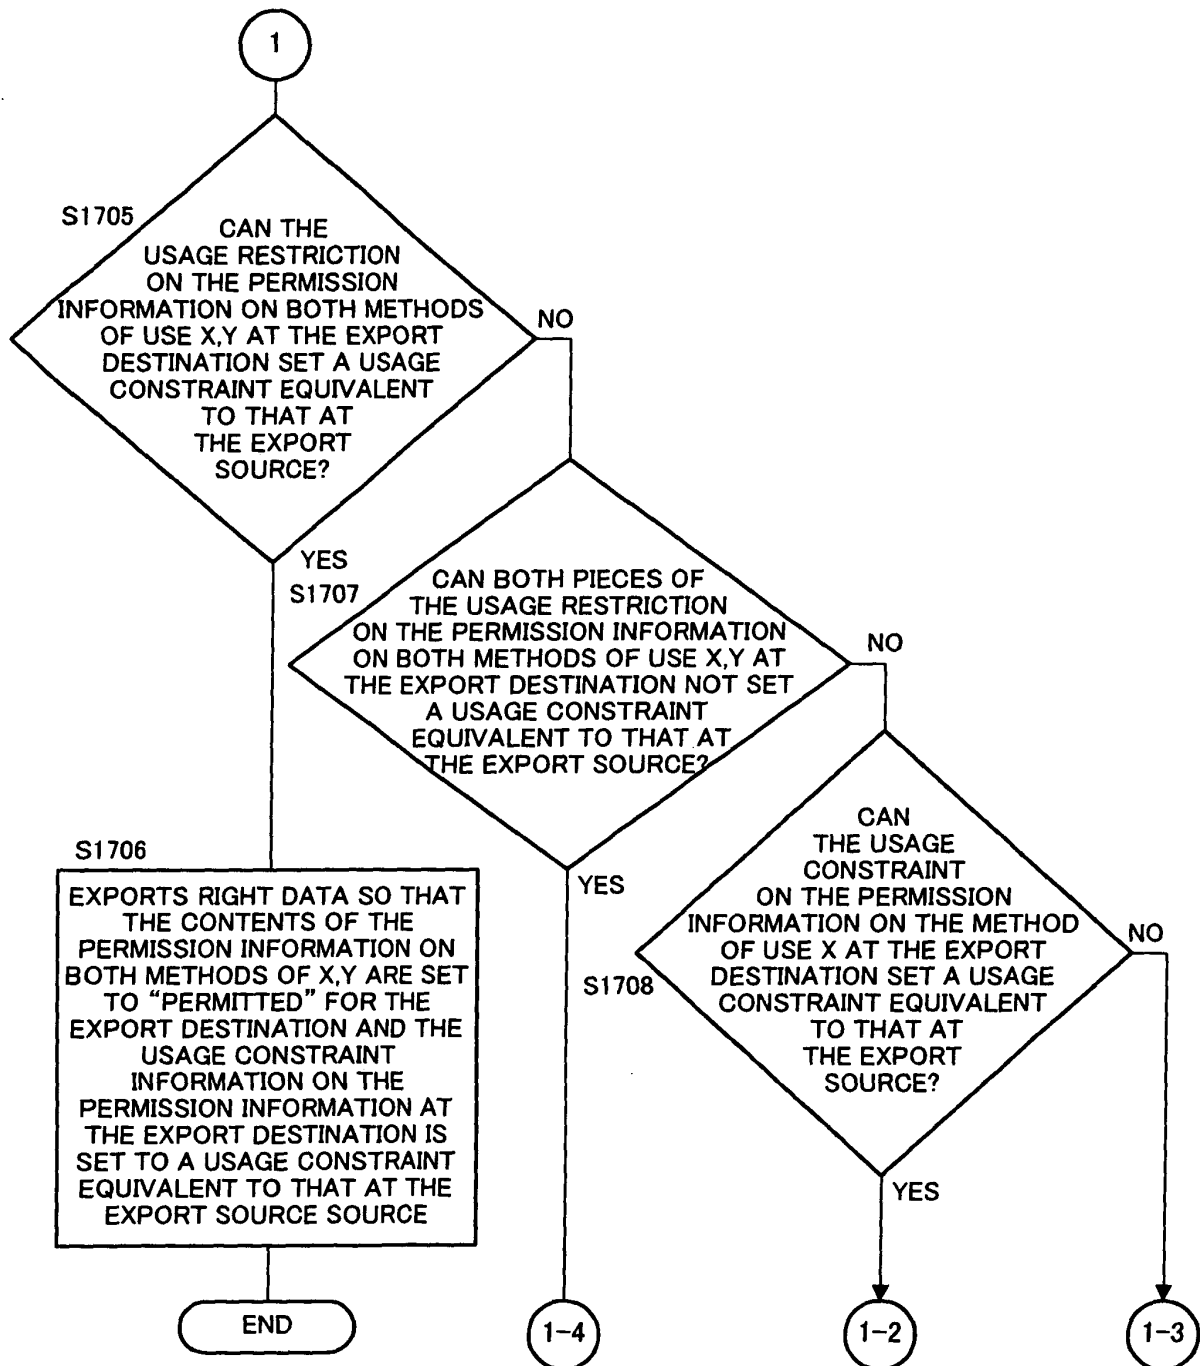 1
S1705
CAN THE
USAGE RESTRICTION
ON THE PERMISSION
INFORMATION ON BOTH METHODS
OF USE X,Y AT THE EXPORT
DESTINATION SET A USAGE
CONSTRAINT EQUIVALENT
TO THAT AT
THE EXPORT
SOURCE?
NO
YES
S1707
CAN BOTH PIECES OF
THE USAGE RESTRICTION
ON THE PERMISSION INFORMATION
ON BOTH METHODS OF USE X,Y AT
THE EXPORT DESTINATION NOT SET
A USAGE CONSTRAINT
EQUIVALENT TO THAT AT
THE EXPORT SOURCE?
NO
YES
S1706
EXPORTS RIGHT DATA SO THAT
THE CONTENTS OF THE
PERMISSION INFORMATION ON
BOTH METHODS OF X,Y ARE SET
TO “PERMITTED” FOR THE
EXPORT DESTINATION AND THE
USAGE CONSTRAINT
INFORMATION ON THE
PERMISSION INFORMATION AT
THE EXPORT DESTINATION IS
SET TO A USAGE CONSTRAINT
EQUIVALENT TO THAT AT THE
EXPORT SOURCE SOURCE
S1708
CAN
THE USAGE
CONSTRAINT
ON THE PERMISSION
INFORMATION ON THE METHOD
OF USE X AT THE EXPORT
DESTINATION SET A USAGE
CONSTRAINT EQUIVALENT
TO THAT AT
THE EXPORT
SOURCE?
NO
YES
END
1-4
1-2
1-3